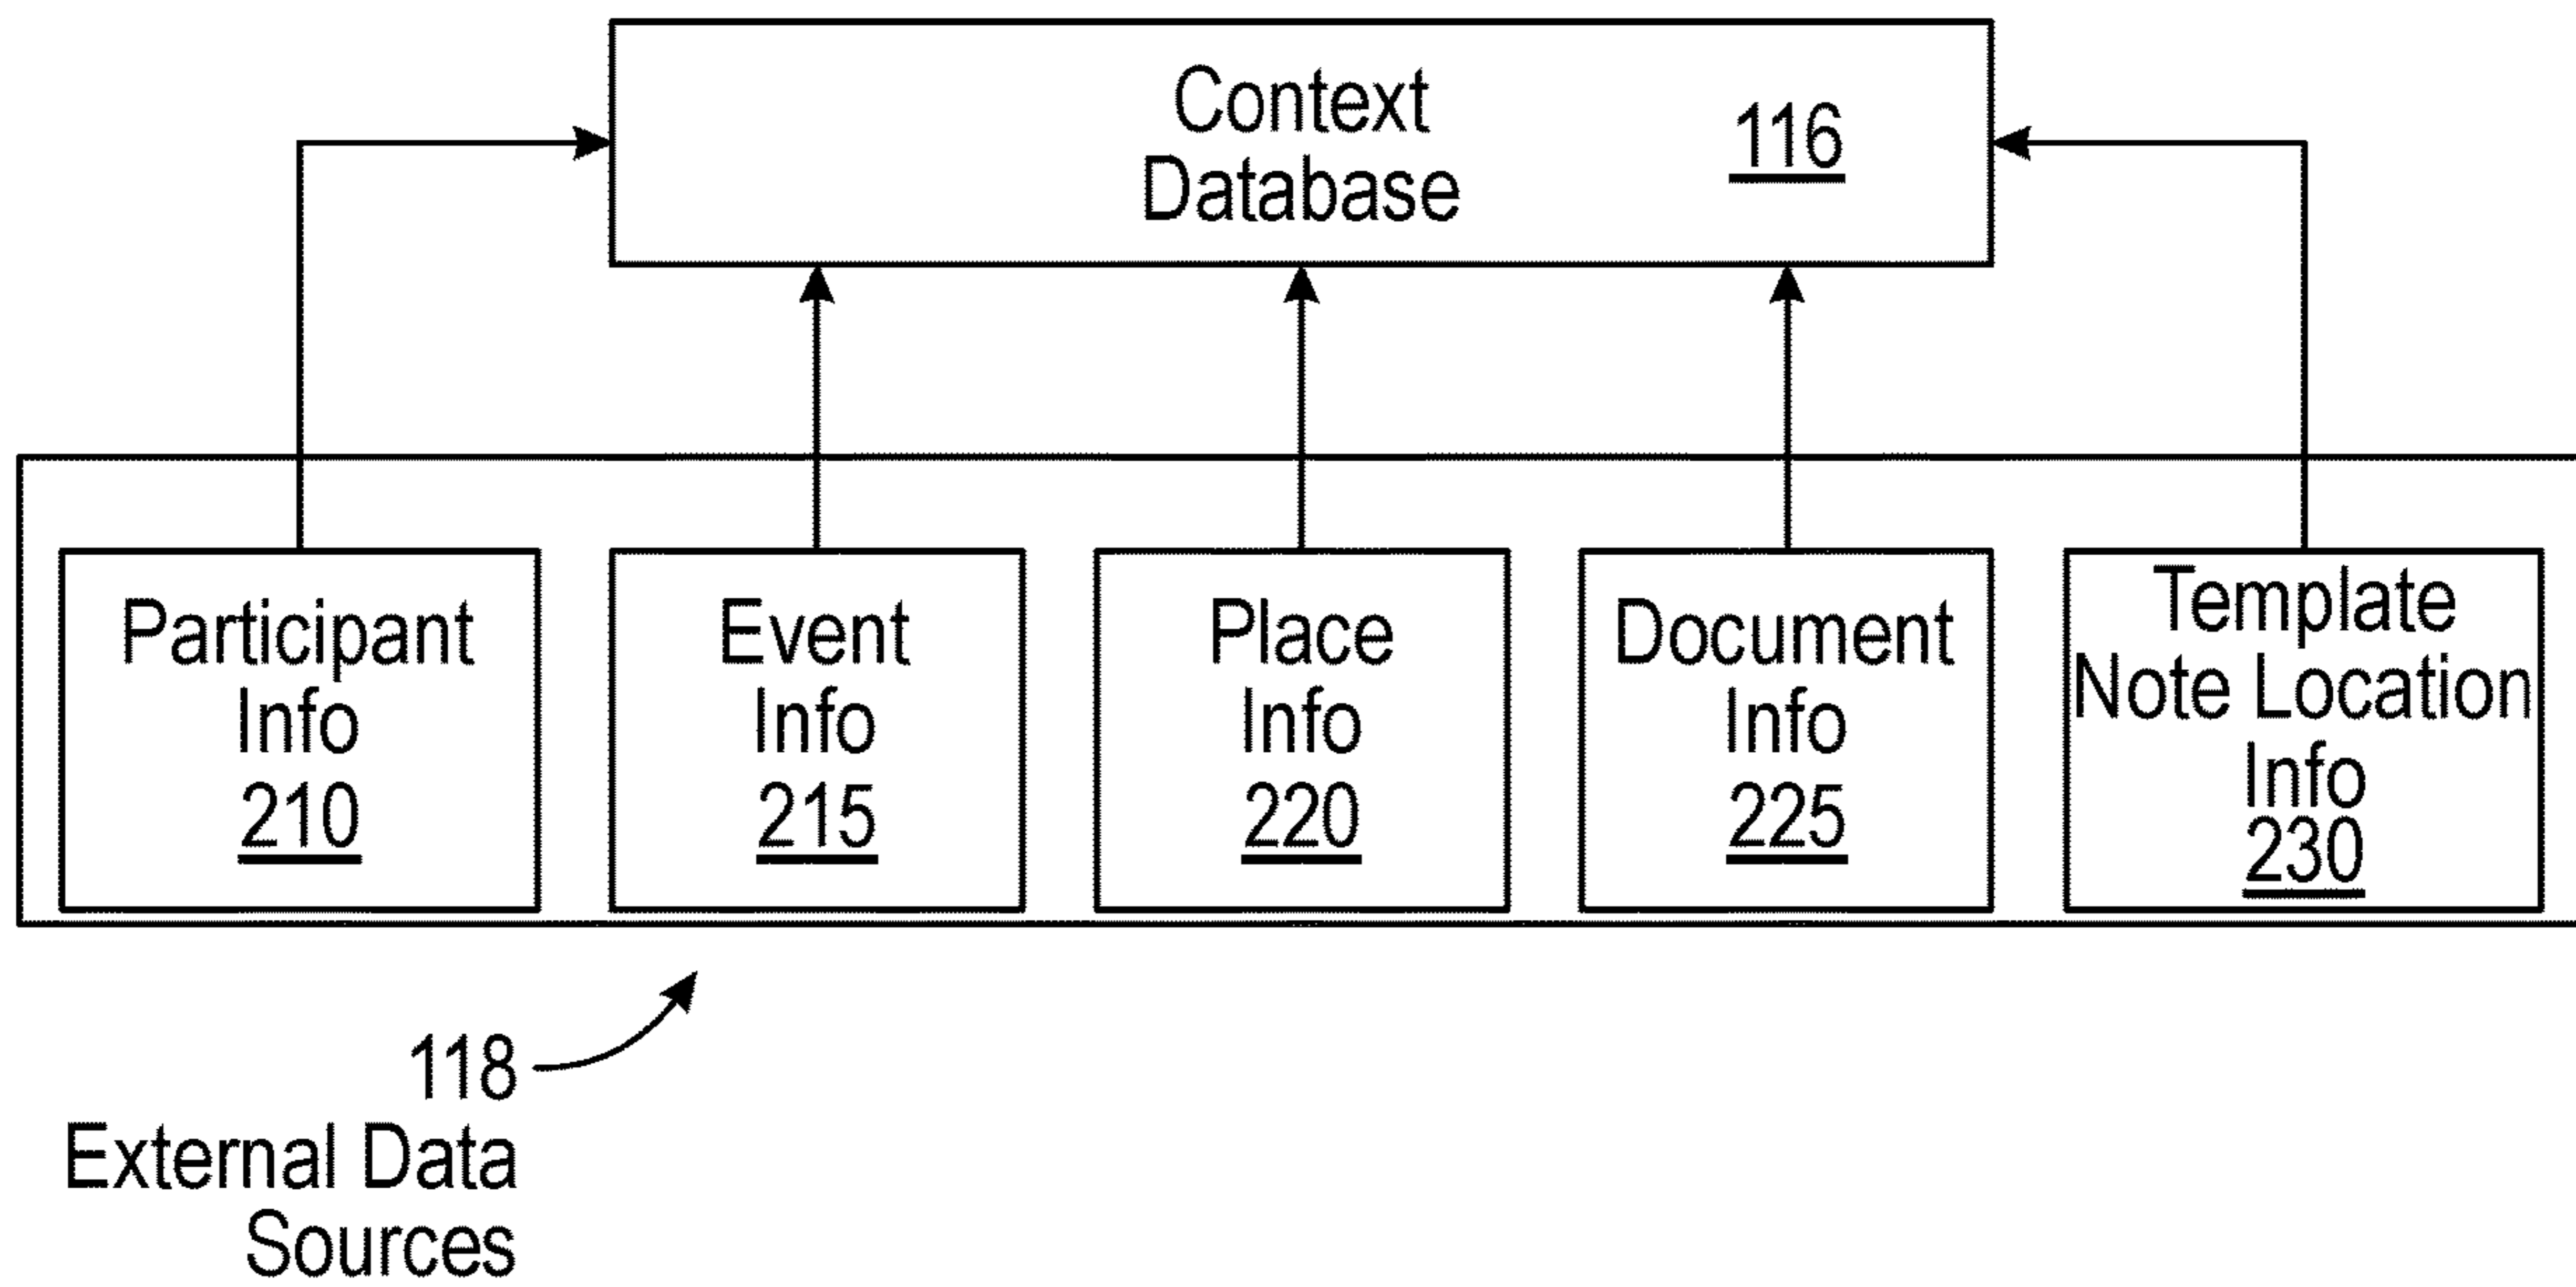 Context
Database
116
Participant
Info
210
Event
Info
215
Place
Info
220
Document
Info
225
Template
Note Location
Info
230
118
External Data
Sources